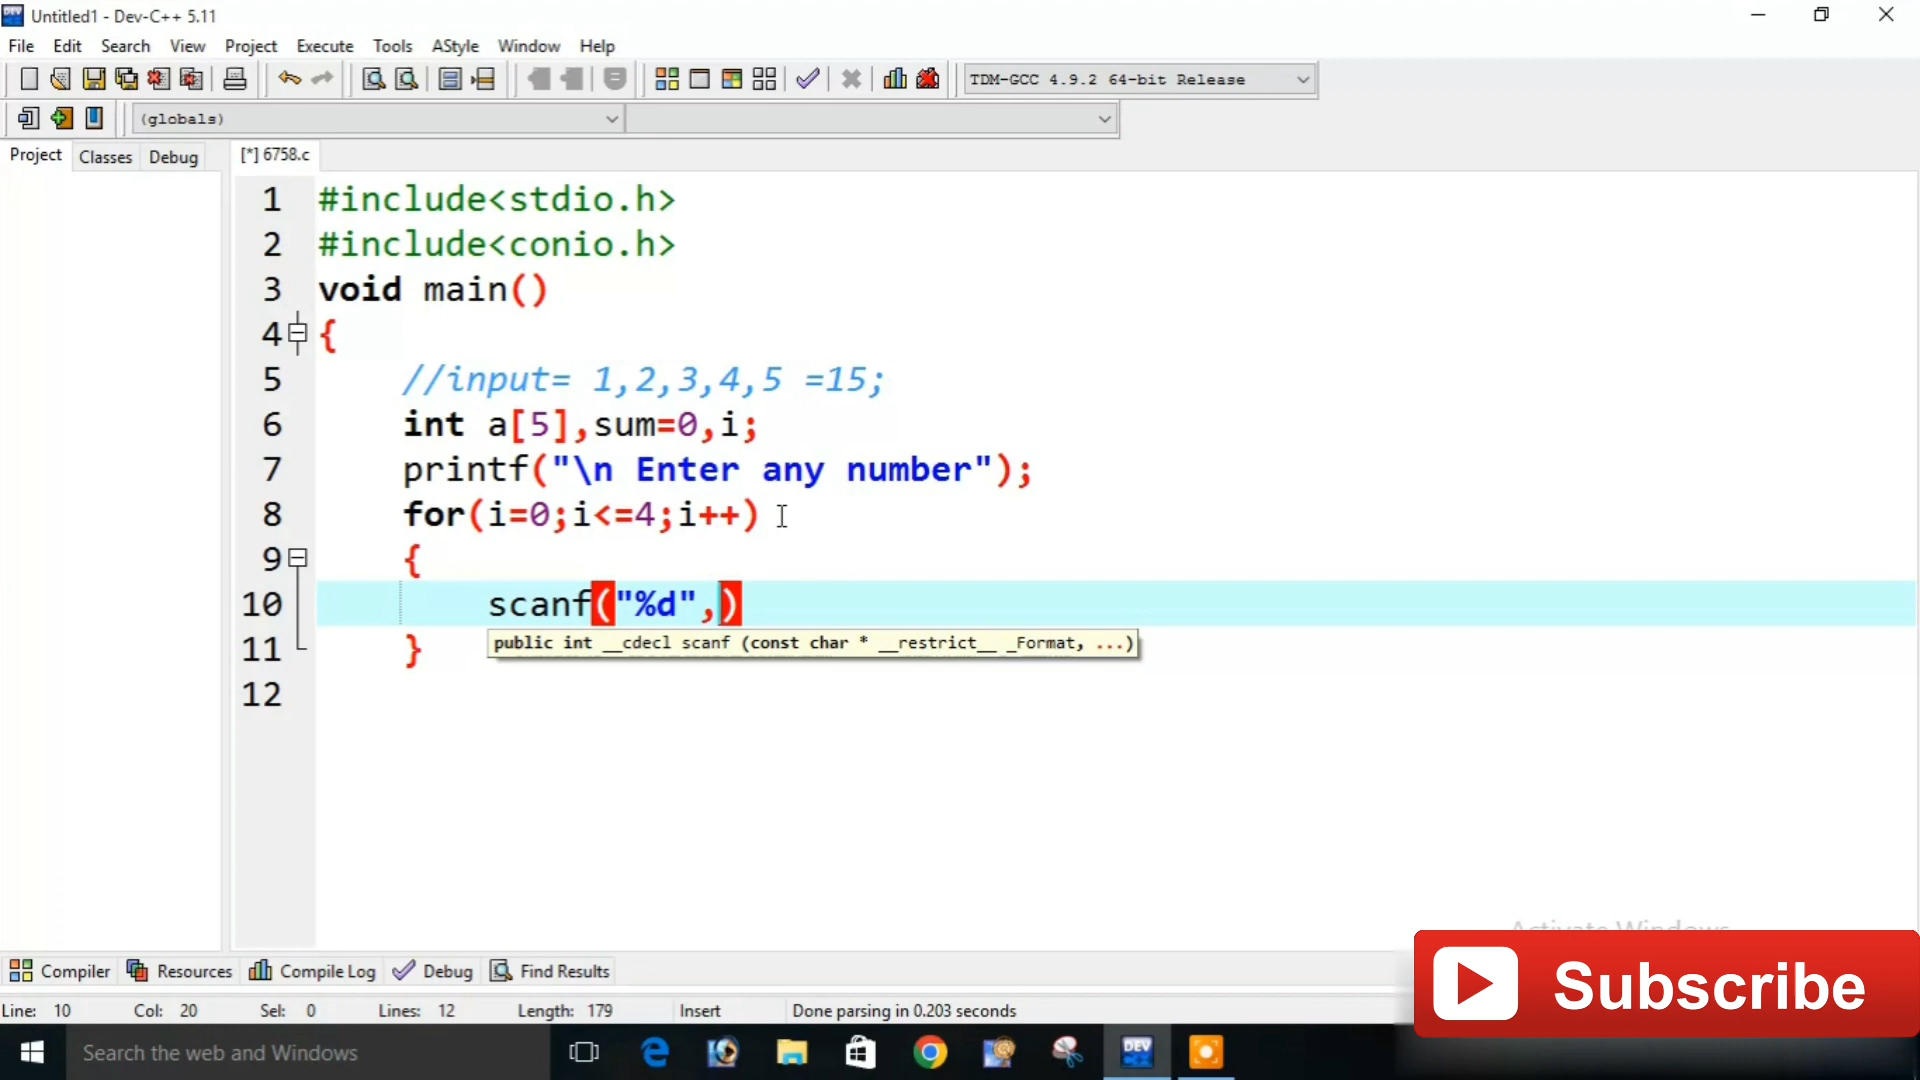 Untitled1 - Dev-C++ 5.11
File Edit Search View Project Execute Tools AStyle Window Help
TDM-GCC 4.9.2 64-bit Release
(globals)
Project Classes Debug [*] 6758.c
1 #include<stdio.h>
2 #include<conio.h>
3 void main()
4 {
5 //input= 1,2,3,4,5 =15;
6 int a[5],sum=0,i;
7 printf("\n Enter any number");
8 for(i=0;i<=4;i++)
9 {
10 scanf("%d",)
public int __cdecl scanf (const char * __restrict__ _Format, ...)
11 }
12
Activate Windows
Compiler Resources Compile Log Debug Find Results
Subscribe
Line: 10 Col: 20 Sel: 0 Lines: 12 Length: 179 Insert Done parsing in 0.203 seconds
Search the web and Windows
DEV